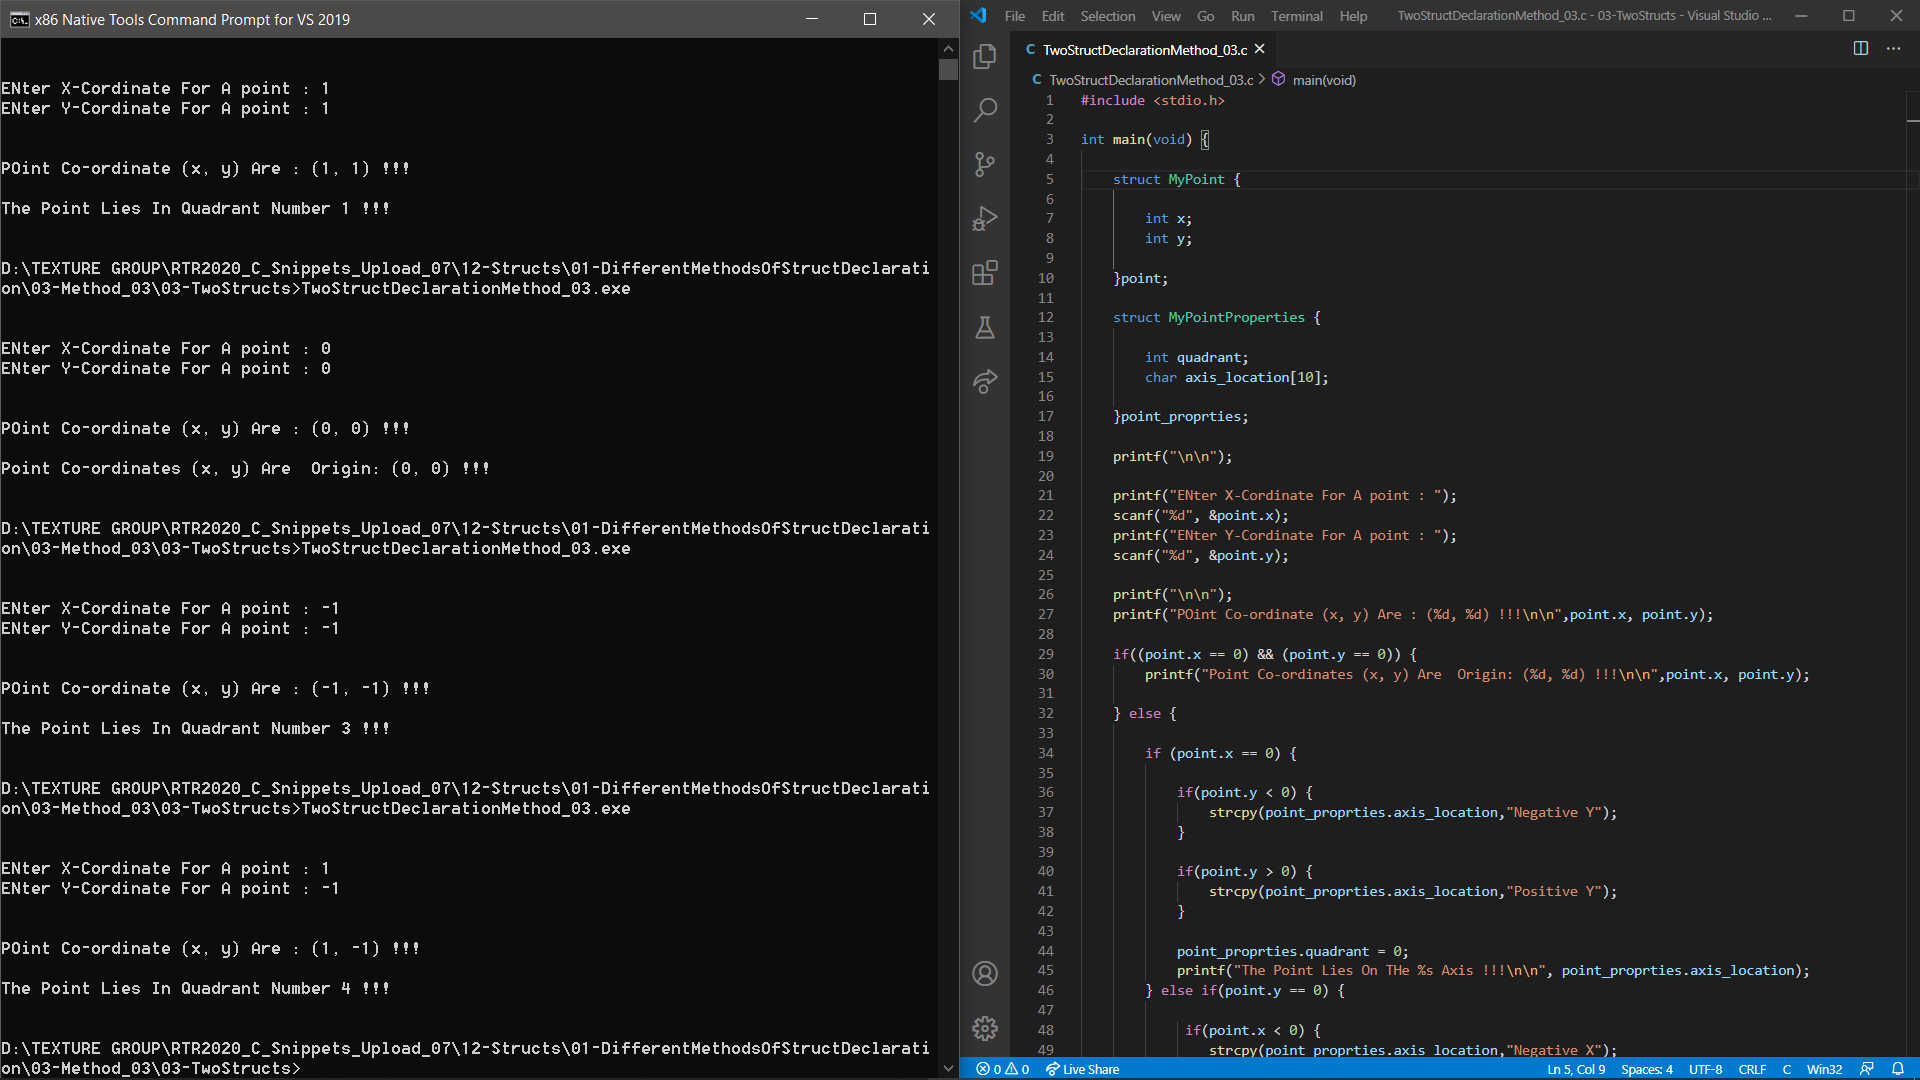 x86 Native Tools Command Prompt for VS 2019
ENter X-Cordinate For A point : 1
ENter Y-Cordinate For A point : 1
POint Co-ordinate (x, y) Are : (1, 1) !!!
The Point Lies In Quadrant Number 1 !!!
D:\TEXTURE GROUP\RTR2020_C_Snippets_Upload_07\12-Structs\01-DifferentMethodsOfStructDeclarati
on\03-Method_03\03-TwoStructs>TwoStructDeclarationMethod_03.exe
ENter X-Cordinate For A point : 0
ENter Y-Cordinate For A point : 0
POint Co-ordinate (x, y) Are : (0, 0) !!!
Point Co-ordinates (x, y) Are  Origin: (0, 0) !!!
D:\TEXTURE GROUP\RTR2020_C_Snippets_Upload_07\12-Structs\01-DifferentMethodsOfStructDeclarati
on\03-Method_03\03-TwoStructs>TwoStructDeclarationMethod_03.exe
ENter X-Cordinate For A point : -1
ENter Y-Cordinate For A point : -1
POint Co-ordinate (x, y) Are : (-1, -1) !!!
The Point Lies In Quadrant Number 3 !!!
D:\TEXTURE GROUP\RTR2020_C_Snippets_Upload_07\12-Structs\01-DifferentMethodsOfStructDeclarati
on\03-Method_03\03-TwoStructs>TwoStructDeclarationMethod_03.exe
ENter X-Cordinate For A point : 1
ENter Y-Cordinate For A point : -1
POint Co-ordinate (x, y) Are : (1, -1) !!!
The Point Lies In Quadrant Number 4 !!!
D:\TEXTURE GROUP\RTR2020_C_Snippets_Upload_07\12-Structs\01-DifferentMethodsOfStructDeclarati
on\03-Method_03\03-TwoStructs>
File Edit Selection View Go Run Terminal Help TwoStructDeclarationMethod_03.c - 03-TwoStructs - Visual Studio ...
C TwoStructDeclarationMethod_03.c
C TwoStructDeclarationMethod_03.c > main(void)
1 #include <stdio.h>
2
3 int main(void) {
4
5 struct MyPoint {
6
7 int x;
8 int y;
9
10 }point;
11
12 struct MyPointProperties {
13
14 int quadrant;
15 char axis_location[10];
16
17 }point_proprties;
18
19 printf("\n\n");
20
21 printf("ENter X-Cordinate For A point : ");
22 scanf("%d", &point.x);
23 printf("ENter Y-Cordinate For A point : ");
24 scanf("%d", &point.y);
25
26 printf("\n\n");
27 printf("POint Co-ordinate (x, y) Are : (%d, %d) !!!\n\n",point.x, point.y);
28
29 if((point.x == 0) && (point.y == 0)) {
30 printf("Point Co-ordinates (x, y) Are  Origin: (%d, %d) !!!\n\n",point.x, point.y);
31
32 } else {
33
34 if (point.x == 0) {
35
36 if(point.y < 0) {
37 strcpy(point_proprties.axis_location,"Negative Y");
38 }
39
40 if(point.y > 0) {
41 strcpy(point_proprties.axis_location,"Positive Y");
42 }
43
44 point_proprties.quadrant = 0;
45 printf("The Point Lies On THe %s Axis !!!\n\n", point_proprties.axis_location);
46 } else if(point.y == 0) {
47
48 if(point.x < 0) {
49 strcpy(point_proprties.axis_location,"Negative X");
0 0 Live Share Ln 5, Col 9 Spaces: 4 UTF-8 CRLF C Win32